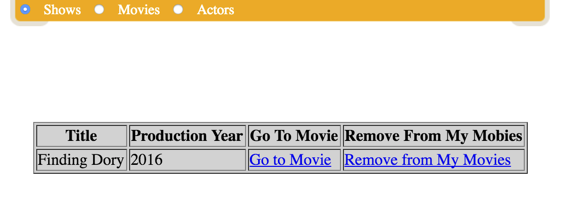 Shows Movies Actors
Title Production Year Go To Movie Remove From My Mobies
Finding Dory 2016 Go to Movie Remove from My Movies